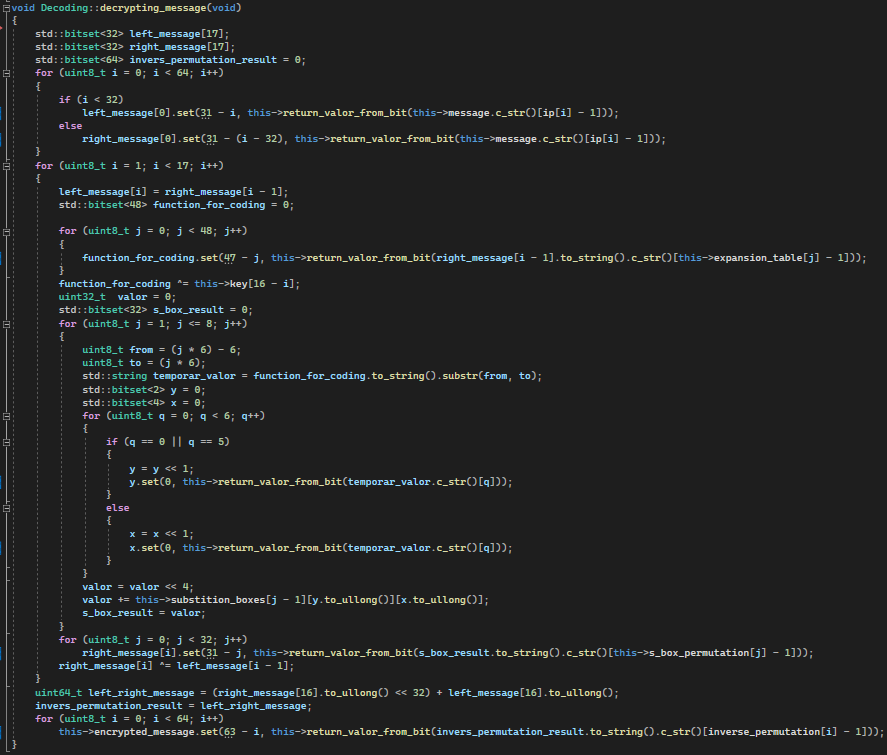 void Decoding::decrypting_message(void)
{
    std::bitset<32> left_message[17];
    std::bitset<32> right_message[17];
    std::bitset<64> invers_permutation_result = 0;
    for (uint8_t i = 0; i < 64; i++)
    {
        if (i < 32)
            left_message[0].set(31 - i, this->return_valor_from_bit(this->message.c_str()[ip[i] - 1]));
        else
            right_message[0].set(31 - (i - 32), this->return_valor_from_bit(this->message.c_str()[ip[i] - 1]));
    }
    for (uint8_t i = 1; i < 17; i++)
    {
        left_message[i] = right_message[i - 1];
        std::bitset<48> function_for_coding = 0;

        for (uint8_t j = 0; j < 48; j++)
        {
            function_for_coding.set(47 - j, this->return_valor_from_bit(right_message[i - 1].to_string().c_str()[this->expansion_table[j] - 1]));
        }
        function_for_coding ^= this->key[16 - i];
        uint32_t  valor = 0;
        std::bitset<32> s_box_result = 0;
        for (uint8_t j = 1; j <= 8; j++)
        {
            uint8_t from = (j * 6) - 6;
            uint8_t to = (j * 6);
            std::string temporar_valor = function_for_coding.to_string().substr(from, to);
            std::bitset<2> y = 0;
            std::bitset<4> x = 0;
            for (uint8_t q = 0; q < 6; q++)
            {
                if (q == 0 || q == 5)
                {
                    y = y << 1;
                    y.set(0, this->return_valor_from_bit(temporar_valor.c_str()[q]));
                }
                else
                {
                    x = x << 1;
                    x.set(0, this->return_valor_from_bit(temporar_valor.c_str()[q]));
                }
            }
            valor = valor << 4;
            valor += this->substition_boxes[j - 1][y.to_ullong()][x.to_ullong()];
            s_box_result = valor;
        }
        for (uint8_t j = 0; j < 32; j++)
            right_message[i].set(31 - j, this->return_valor_from_bit(s_box_result.to_string().c_str()[this->s_box_permutation[j] - 1]));
        right_message[i] ^= left_message[i - 1];
    }
    uint64_t left_right_message = (right_message[16].to_ullong() << 32) + left_message[16].to_ullong();
    invers_permutation_result = left_right_message;
    for (uint8_t i = 0; i < 64; i++)
        this->encrypted_message.set(63 - i, this->return_valor_from_bit(invers_permutation_result.to_string().c_str()[inverse_permutation[i] - 1]));
}